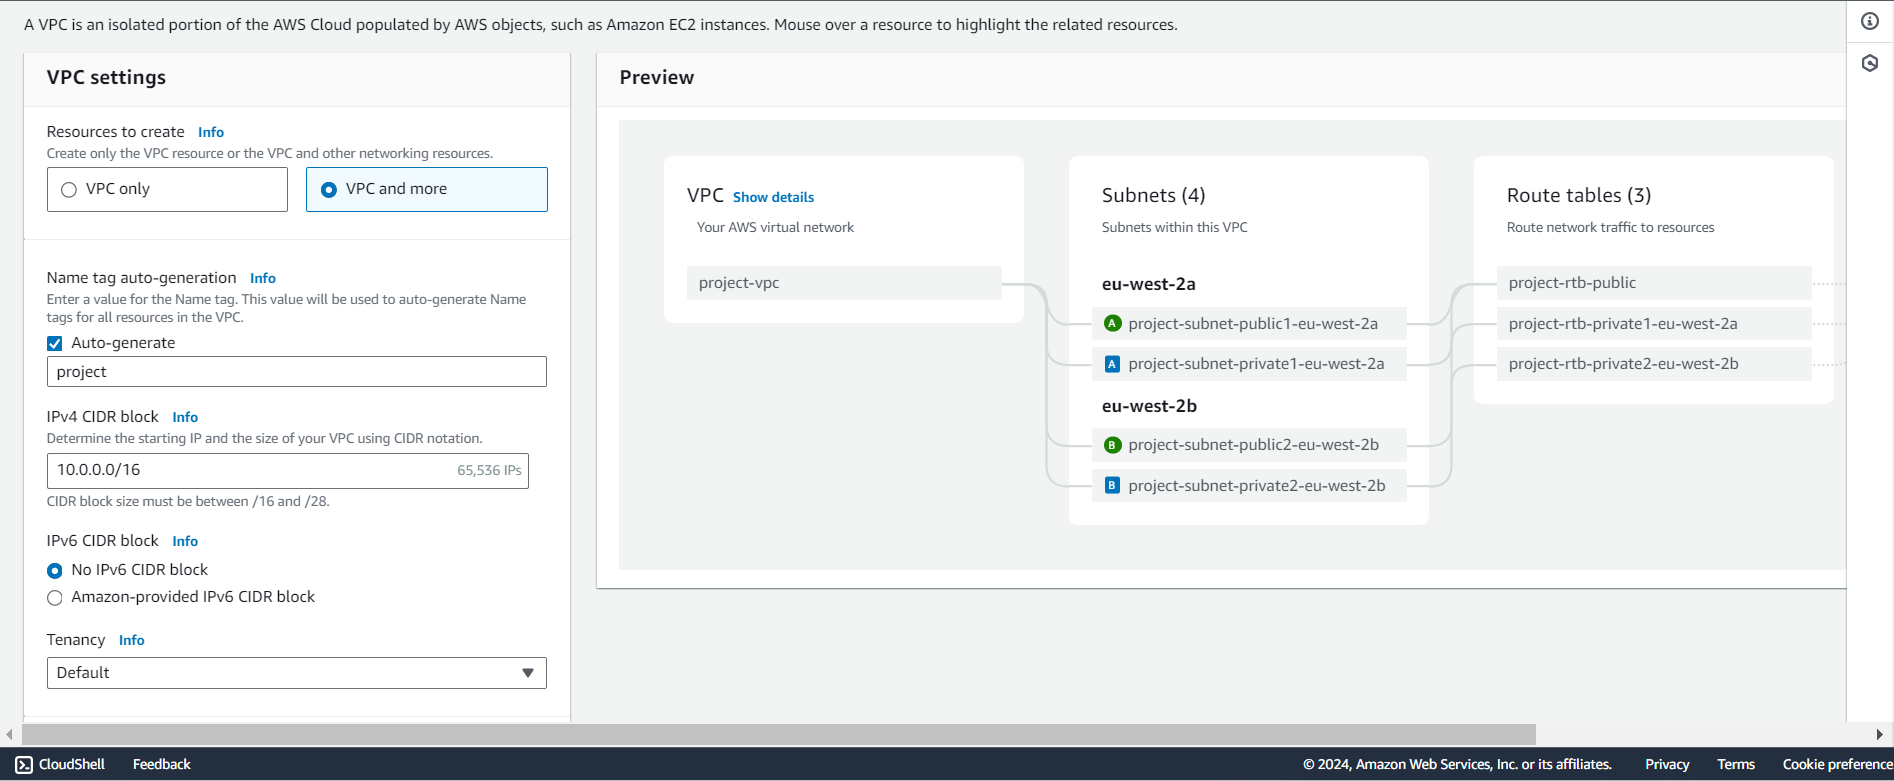 A VPC is an isolated portion of the AWS Cloud populated by AWS objects, such as Amazon EC2 instances. Mouse over a resource to highlight the related resources.
VPC settings
Resources to create Info
Create only the VPC resource or the VPC and other networking resources.
VPC only
VPC and more
Name tag auto-generation Info
Enter a value for the Name tag. This value will be used to auto-generate Name
tags for all resources in the VPC.
Auto-generate
project
IPv4 CIDR block Info
Determine the starting IP and the size of your VPC using CIDR notation.
10.0.0.0/16 65,536 IPs
CIDR block size must be between /16 and /28.
IPv6 CIDR block Info
No IPv6 CIDR block
Amazon-provided IPv6 CIDR block
Tenancy Info
Default
Preview
VPC Show details
Your AWS virtual network
project-vpc
Subnets (4)
Subnets within this VPC
eu-west-2a
A project-subnet-public1-eu-west-2a
A project-subnet-private1-eu-west-2a
eu-west-2b
B project-subnet-public2-eu-west-2b
B project-subnet-private2-eu-west-2b
Route tables (3)
Route network traffic to resources
project-rtb-public
project-rtb-private1-eu-west-2a
project-rtb-private2-eu-west-2b
CloudShell Feedback
© 2024, Amazon Web Services, Inc. or its affiliates. Privacy Terms Cookie preference